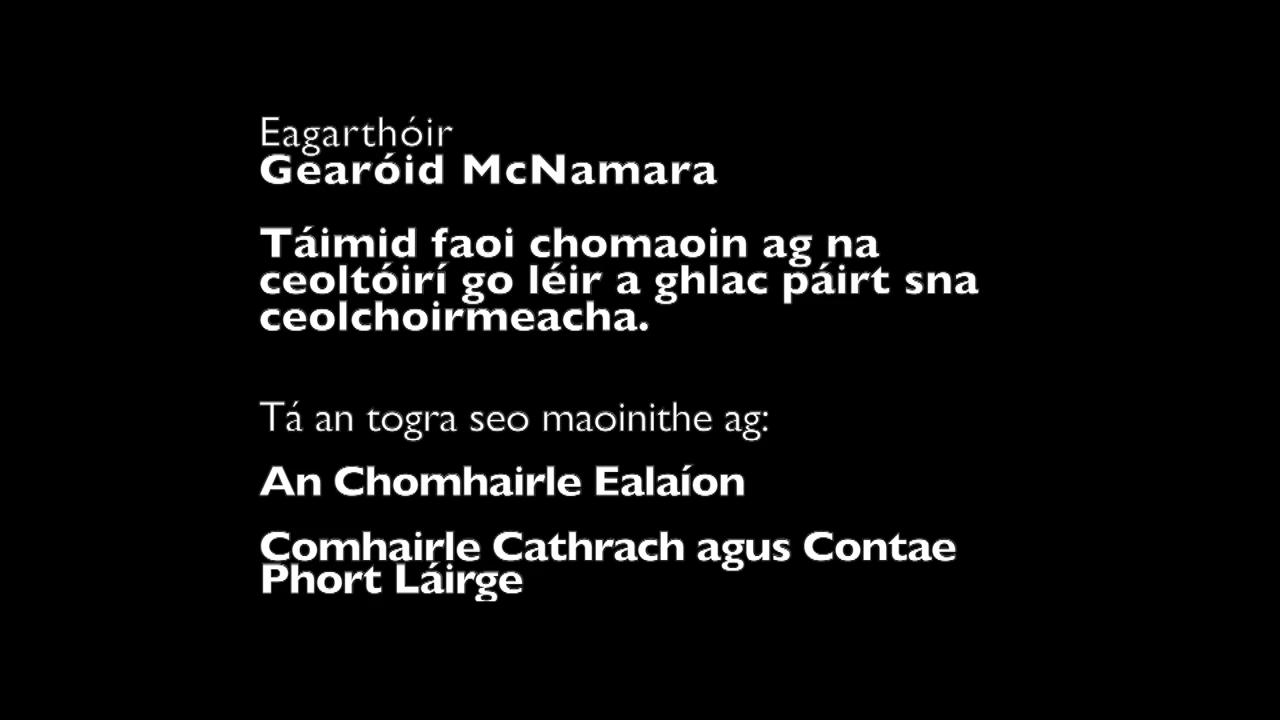 Eagarthóir
Gearóid McNamara
Táimid faoi chomaoin ag na
ceoltóirí go léir a ghlac páirt sna
ceolchoirmeacha.
Tá an togra seo maoinithe ag:
An Chomhairle Ealaíon
Comhairle Cathrach agus Contae
Phort Láirge